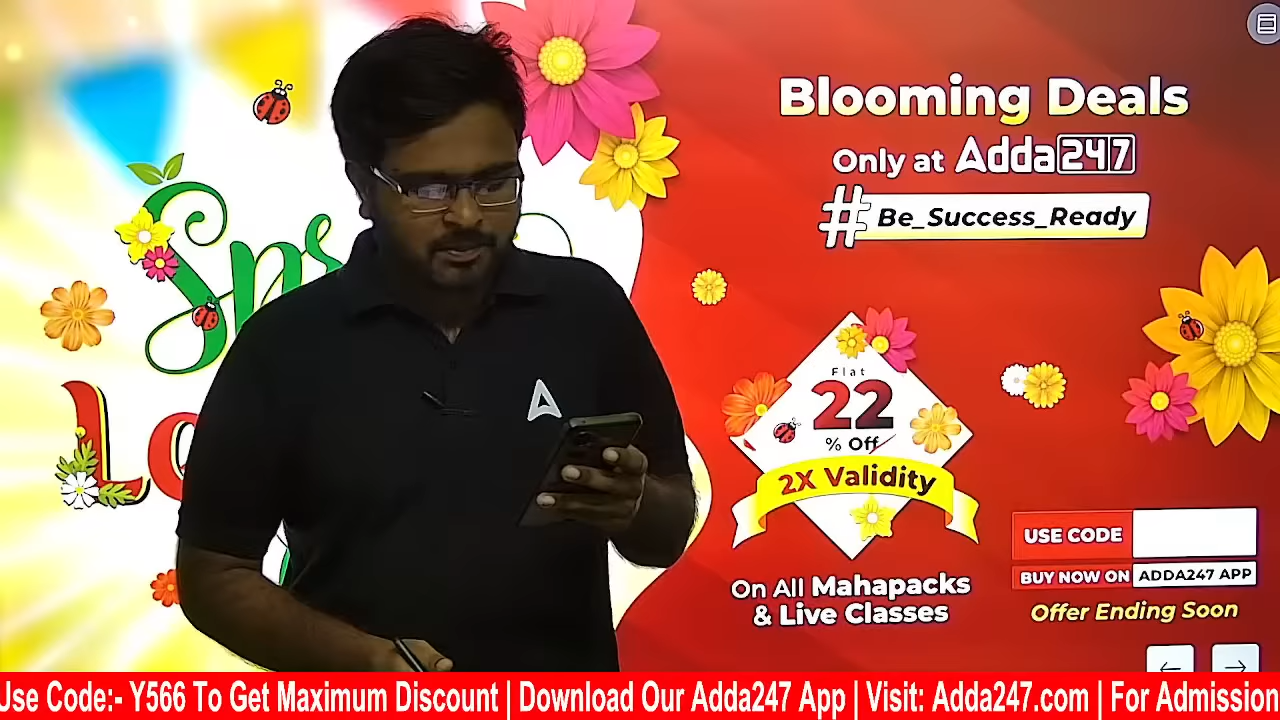 Blooming Deals
Only at Adda247
#Be_Success_Ready
Flat
22
% Off
2X Validity
On All Mahapacks
& Live Classes
USE CODE
BUY NOW ON ADDA247 APP
Offer Ending Soon
Use Code:- Y566 To Get Maximum Discount | Download Our Adda247 App | Visit: Adda247.com | For Admission